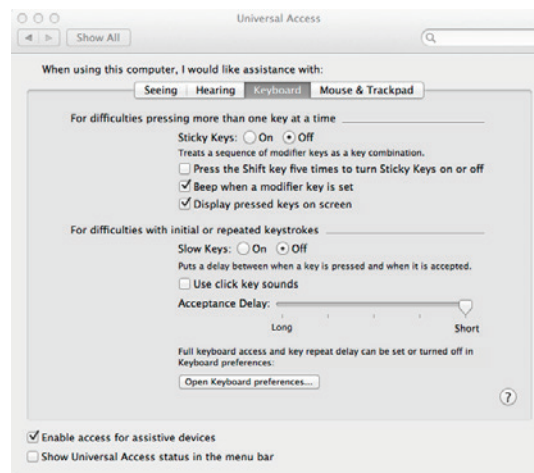 Universal Access
Show All
When using this computer, I would like assistance with:
Seeing Hearing Keyboard Mouse & Trackpad
For difficulties pressing more than one key at a time
Sticky Keys: On Off
Treats a sequence of modifier keys as a key combination.
Press the Shift key five times to turn Sticky Keys on or off
Beep when a modifier key is set
Display pressed keys on screen
For difficulties with initial or repeated keystrokes
Slow Keys: On Off
Puts a delay between when a key is pressed and when it is accepted.
Use click key sounds
Acceptance Delay:
Long Short
Full keyboard access and key repeat delay can be set or turned off in
Keyboard preferences:
Open Keyboard preferences...
?
Enable access for assistive devices
Show Universal Access status in the menu bar